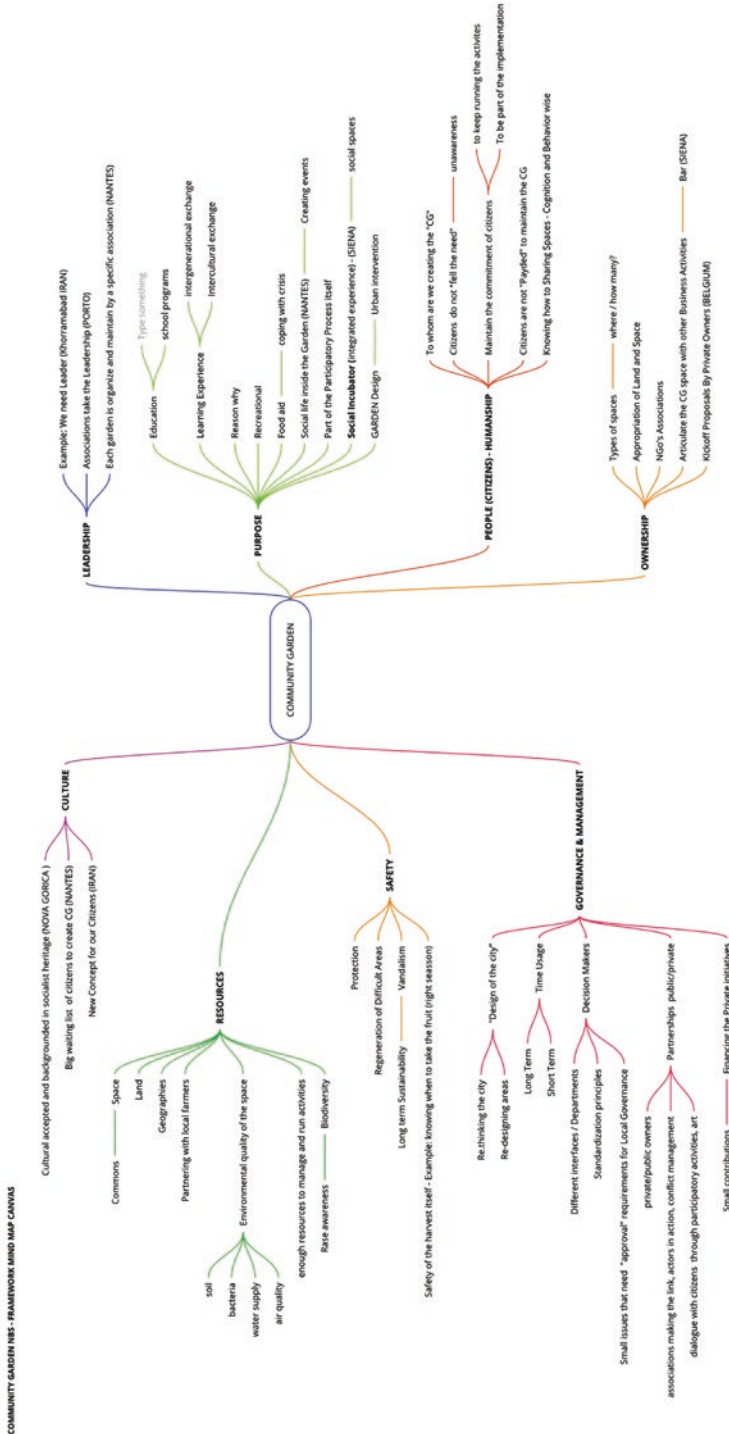 COMMUNITY GARDEN NBS - FRAMEWORK MIND MAP CANVAS
COMMUNITY GARDEN
CULTURE
Cultural accepted and backgrounded in socialist heritage (NOVA GORICA )
Big waiting list of citizens to create CG (NANTES)
New Concept for our Citizens (IRAN)
RESOURCES
Space
Commons
Land
Geographies
Partnering with local farmers
Environmental quality of the space
soil
bacteria
water supply
air quality
enough resources to manage and run activities
Biodiversity
Rase awareness
SAFETY
Protection
Regeneration of Difficult Areas
Vandalism
Long term Sustainability
Safety of the harvest itself - Example: knowing when to take the fruit (right seasson)
GOVERNANCE & MANAGEMENT
"Design of the city"
Re.thinking the city
Re-designing areas
Time Usage
Long Term
Short Term
Decision Makers
Different interfaces / Departments
Standardization principles
Small issues that need "approval" requirements for Local Governance
Partnerships public/private
private/public owners
associations making the link, actors in action, conflict management
dialogue with citizens through participatory activities, art
Financing the Private initiatives
Small contributions
LEADERSHIP
Example: We need Leader (Khorramabad (IRAN)
Associations take the Leadership (PORTO)
Each garden is organize and maintain by a specific association (NANTES)
PURPOSE
Education
Type something
school programs
Learning Experience
intergenerational exchange
Intercultural exchange
Reason why
Recreational
Food aid
coping with crisis
Social life inside the Garden (NANTES)
Creating events
Part of the Participatory Process itself
Social Incubator (integrated experience) - (SIENA)
social spaces
GARDEN Design
Urban intervention
PEOPLE (CITIZENS) - HUMANSHIP
To whom are we creating the "CG"
Citizens do not "fell the need"
unawareness
Maintain the commitment of citizens
to keep running the activites
To be part of the implementation
Citizens are not "Payded" to maintain the CG
Knowing how to Sharing Spaces - Cognition and Behavior wise
OWNERSHIP
Types of spaces
where / how many?
Appropriation of Land and Space
NGo's Associations
Articulate the CG space with other Business Activities
Bar (SIENA)
Kickoff Proposals By Private Owners (BELGIUM)